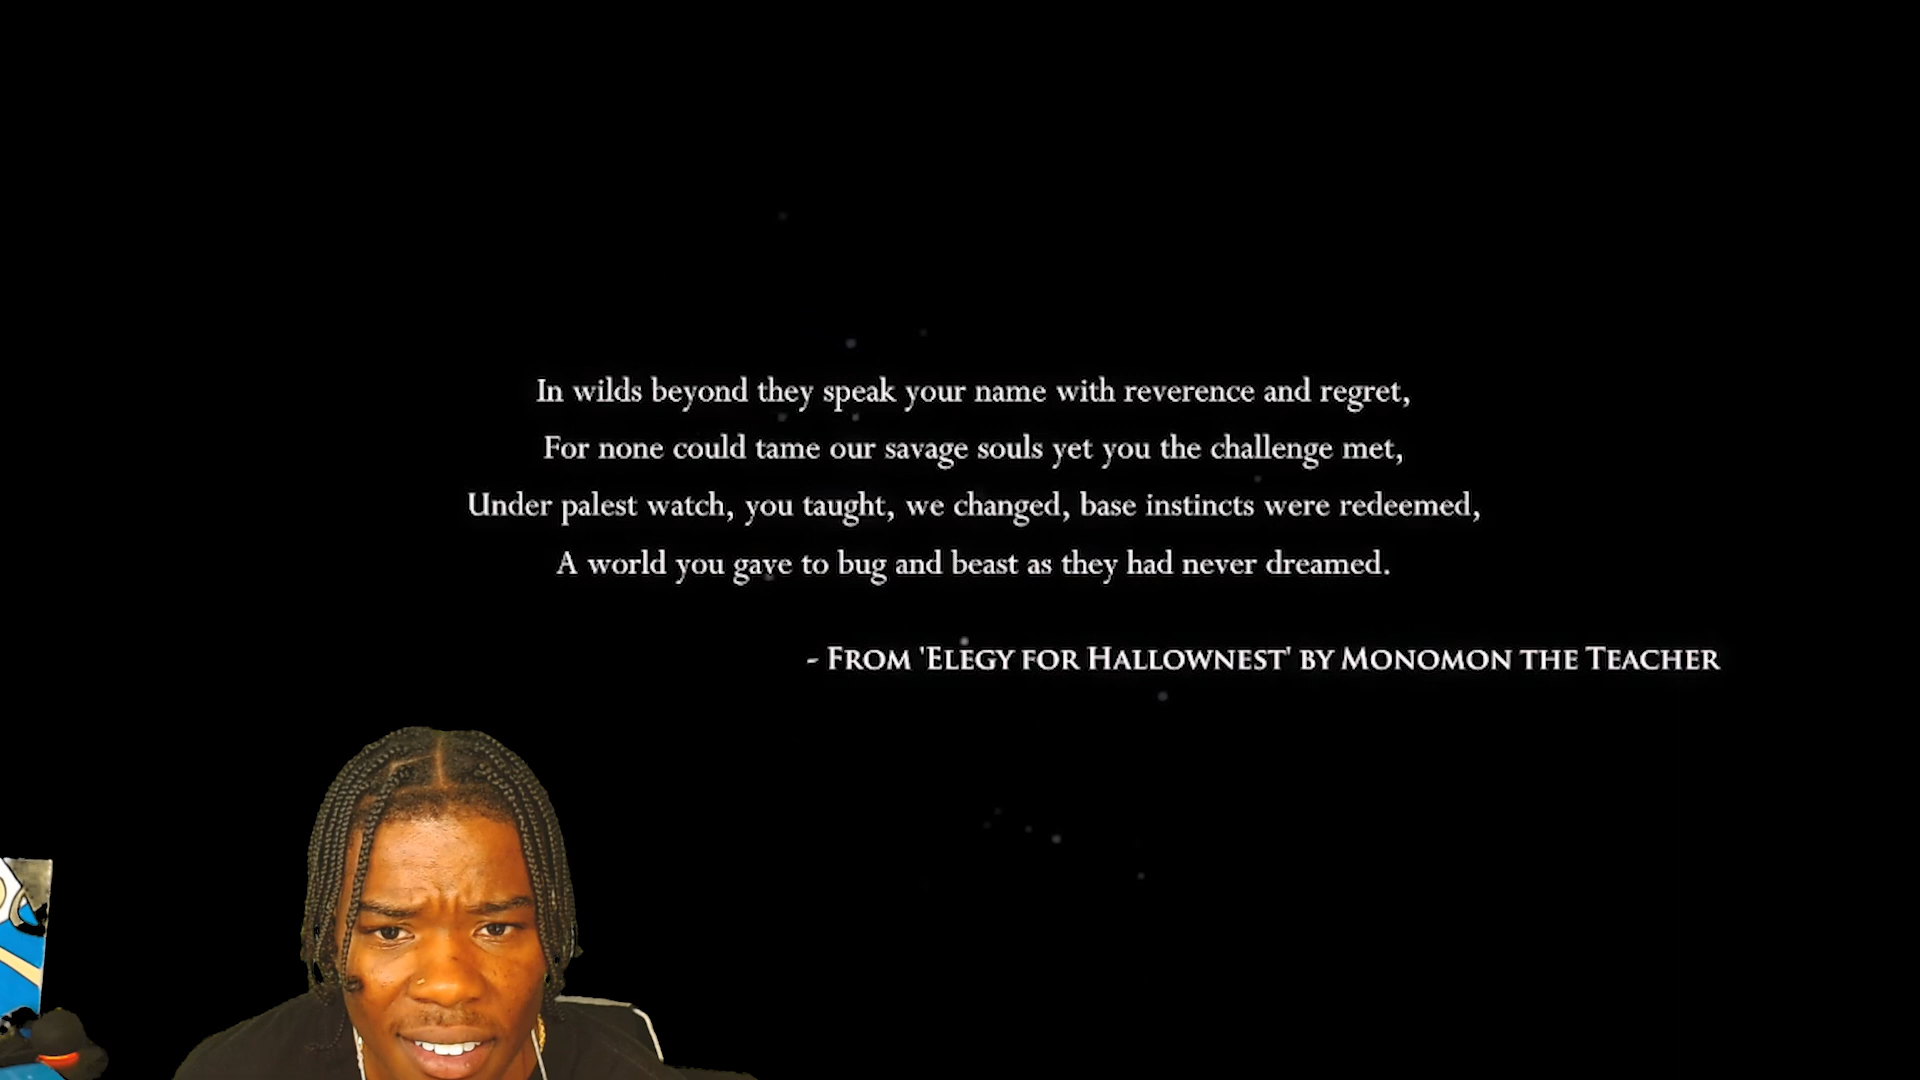 In wilds beyond they speak your name with reverence and regret,
For none could tame our savage souls yet you the challenge met,
Under palest watch, you taught, we changed, base instincts were redeemed,
A world you gave to bug and beast as they had never dreamed.
- From 'Elegy for Hallownest' by Monomon the Teacher